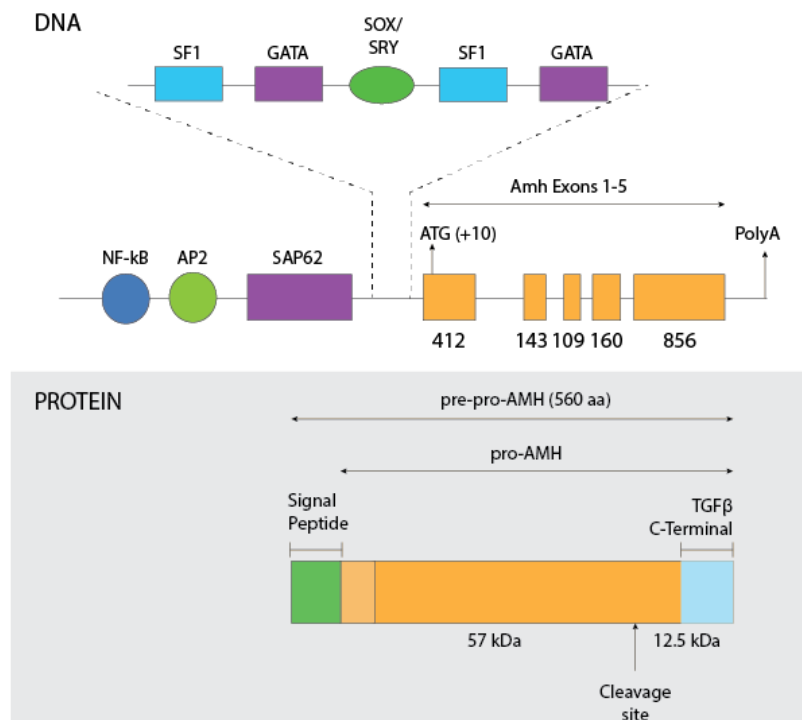 DNA
SOX/
SRY
SF1
GATA
SF1
GATA
Amh Exons 1-5
ATG (+10)
PolyA
NF-kB
AP2
SAP62
412
143
109
160
856
PROTEIN
pre-pro-AMH (560 aa)
pro-AMH
Signal
Peptide
TGFβ
C-Terminal
57 kDa
12.5 kDa
Cleavage
site